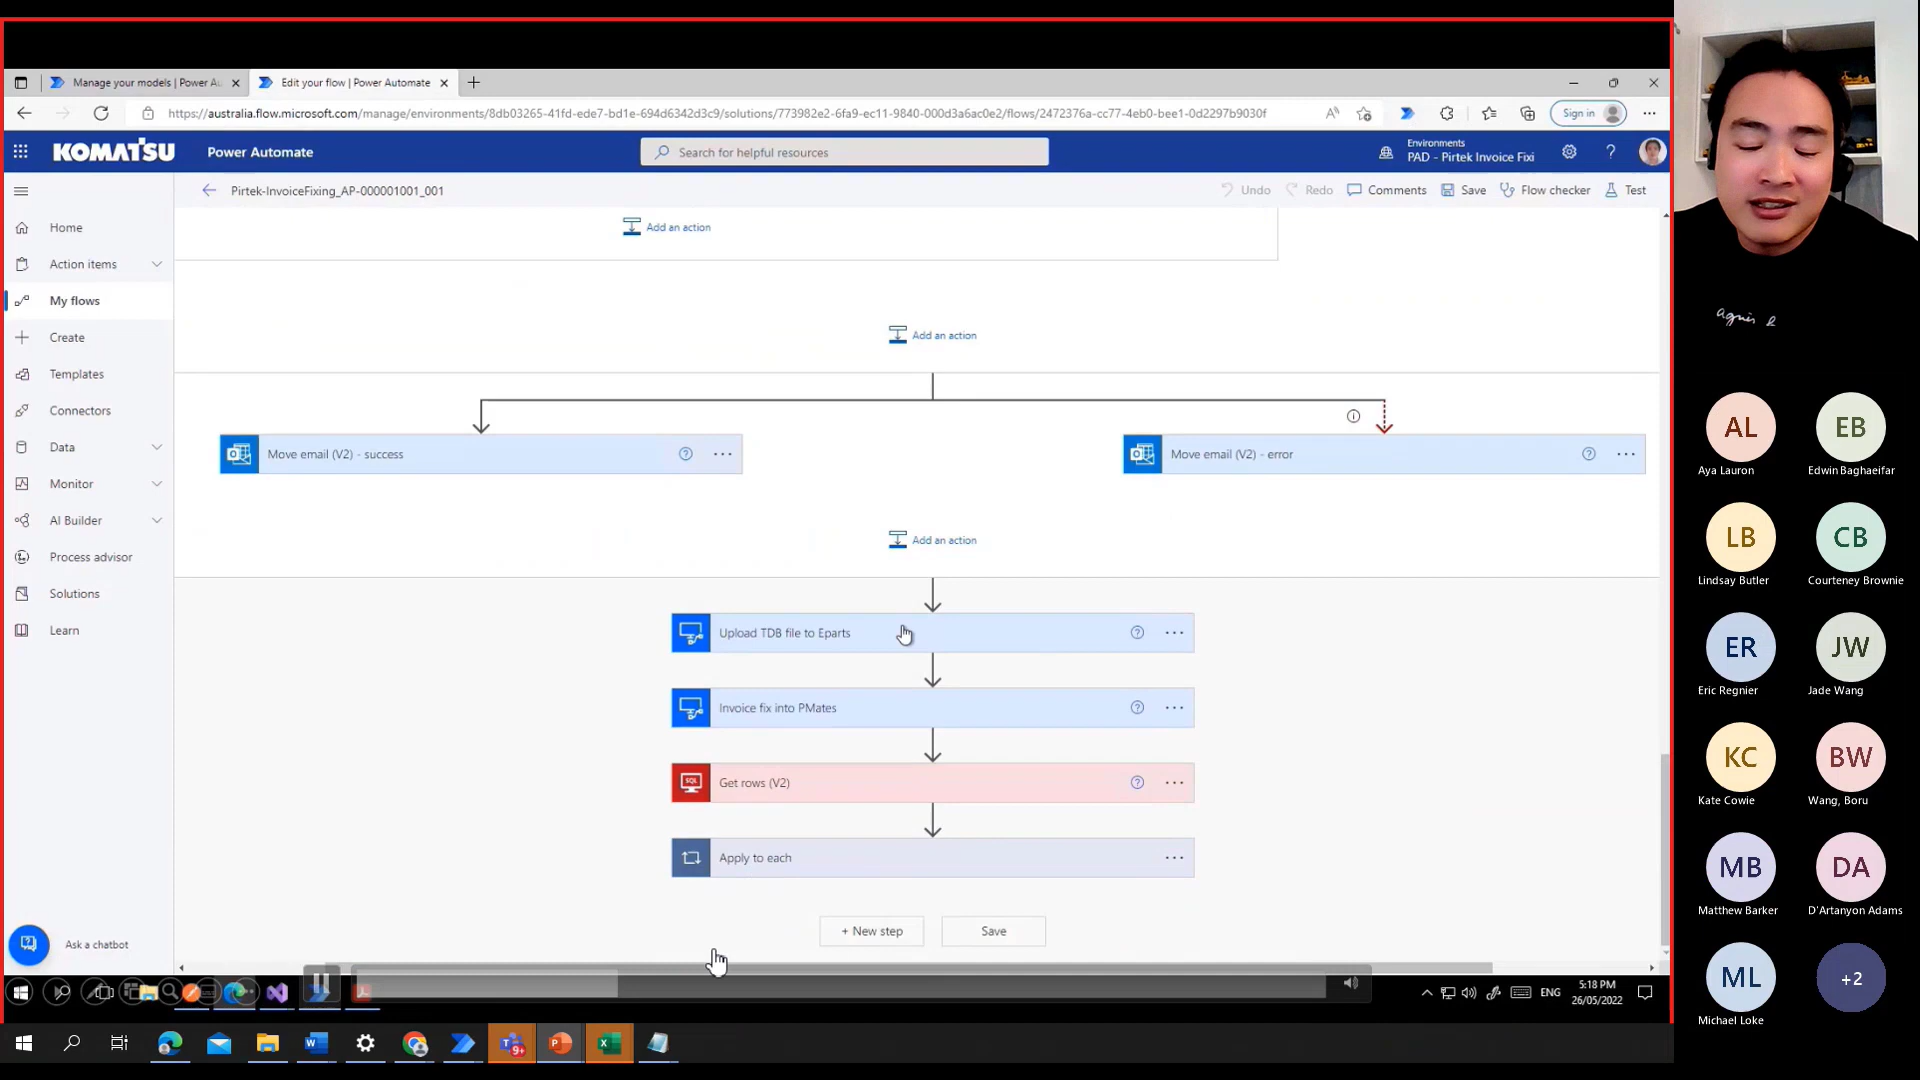 Manage your models | Power Au
Edit your flow | Power Automate
https://australia.flow.microsoft.com/manage/environments/8db03265-41fd-ede7-bd1e-694d6342d3c9/solutions/773982e2-6fa9-ec11-9840-000d3a6ac0e2/flows/2472376a-cc77-4eb0-bee1-0d2297b9030f
Sign in
KOMATSU
Power Automate
Search for helpful resources
Environments
PAD - Pirtek Invoice Fixi
Pirtek-InvoiceFixing_AP-000001001_001
Undo
Redo
Comments
Save
Flow checker
Test
Home
Action items
My flows
Create
Templates
Connectors
Data
Monitor
AI Builder
Process advisor
Solutions
Learn
Ask a chatbot
Add an action
Add an action
Move email (V2) - success
Move email (V2) - error
Add an action
Upload TDB file to Eparts
Invoice fix into PMates
SQL
Get rows (V2)
Apply to each
+ New step
Save
ENG
5:18 PM
26/05/2022
9+
agnès b
AL
Aya Lauron
EB
Edwin Baghaeifar
LB
Lindsay Butler
CB
Courteney Brownie
ER
Eric Regnier
JW
Jade Wang
KC
Kate Cowie
BW
Wang, Boru
MB
Matthew Barker
DA
D'Artanyon Adams
ML
Michael Loke
+2